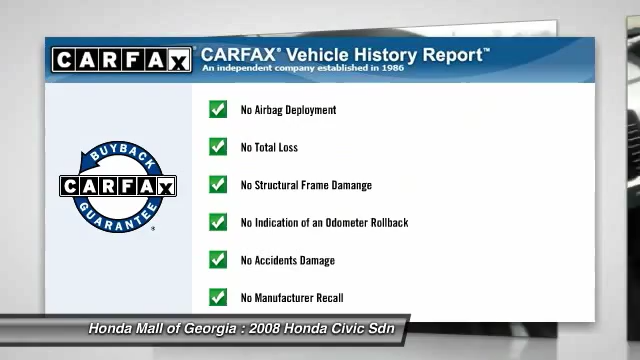 CARFAX CARFAX® Vehicle History Report™
An independent company established in 1986
No Airbag Deployment
No Total Loss
No Structural Frame Damange
No Indication of an Odometer Rollback
No Accidents Damage
No Manufacturer Recall
BUYBACK
CARFAX
GUARANTEE®
Honda Mall of Georgia : 2008 Honda Civic Sdn